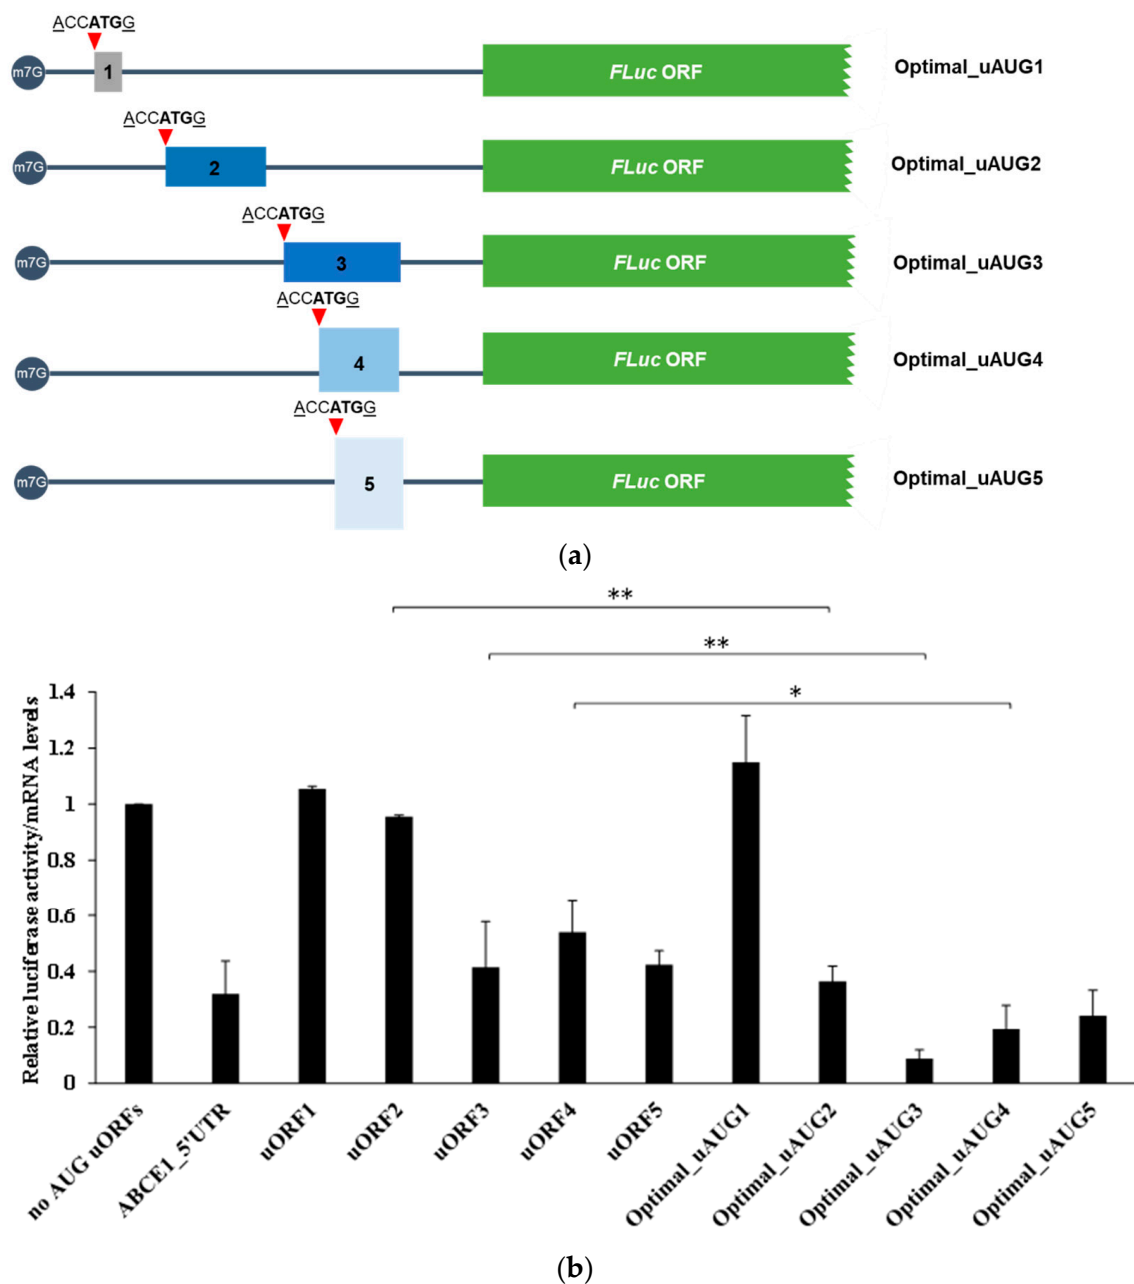 ACCATGG
m7G 1 FLuc ORF Optimal_uAUG1
ACCATGG
m7G 2 FLuc ORF Optimal_uAUG2
ACCATGG
m7G 3 FLuc ORF Optimal_uAUG3
ACCATGG
m7G 4 FLuc ORF Optimal_uAUG4
ACCATGG
m7G 5 FLuc ORF Optimal_uAUG5
(a)
**
**
*
Relative luciferase activity/mRNA levels
1.4
1.2
1
0.8
0.6
0.4
0.2
0
no AUG uORFs
ABCE1_5'UTR
uORF1
uORF2
uORF3
uORF4
uORF5
Optimal_uAUG1
Optimal_uAUG2
Optimal_uAUG3
Optimal_uAUG4
Optimal_uAUG5
(b)